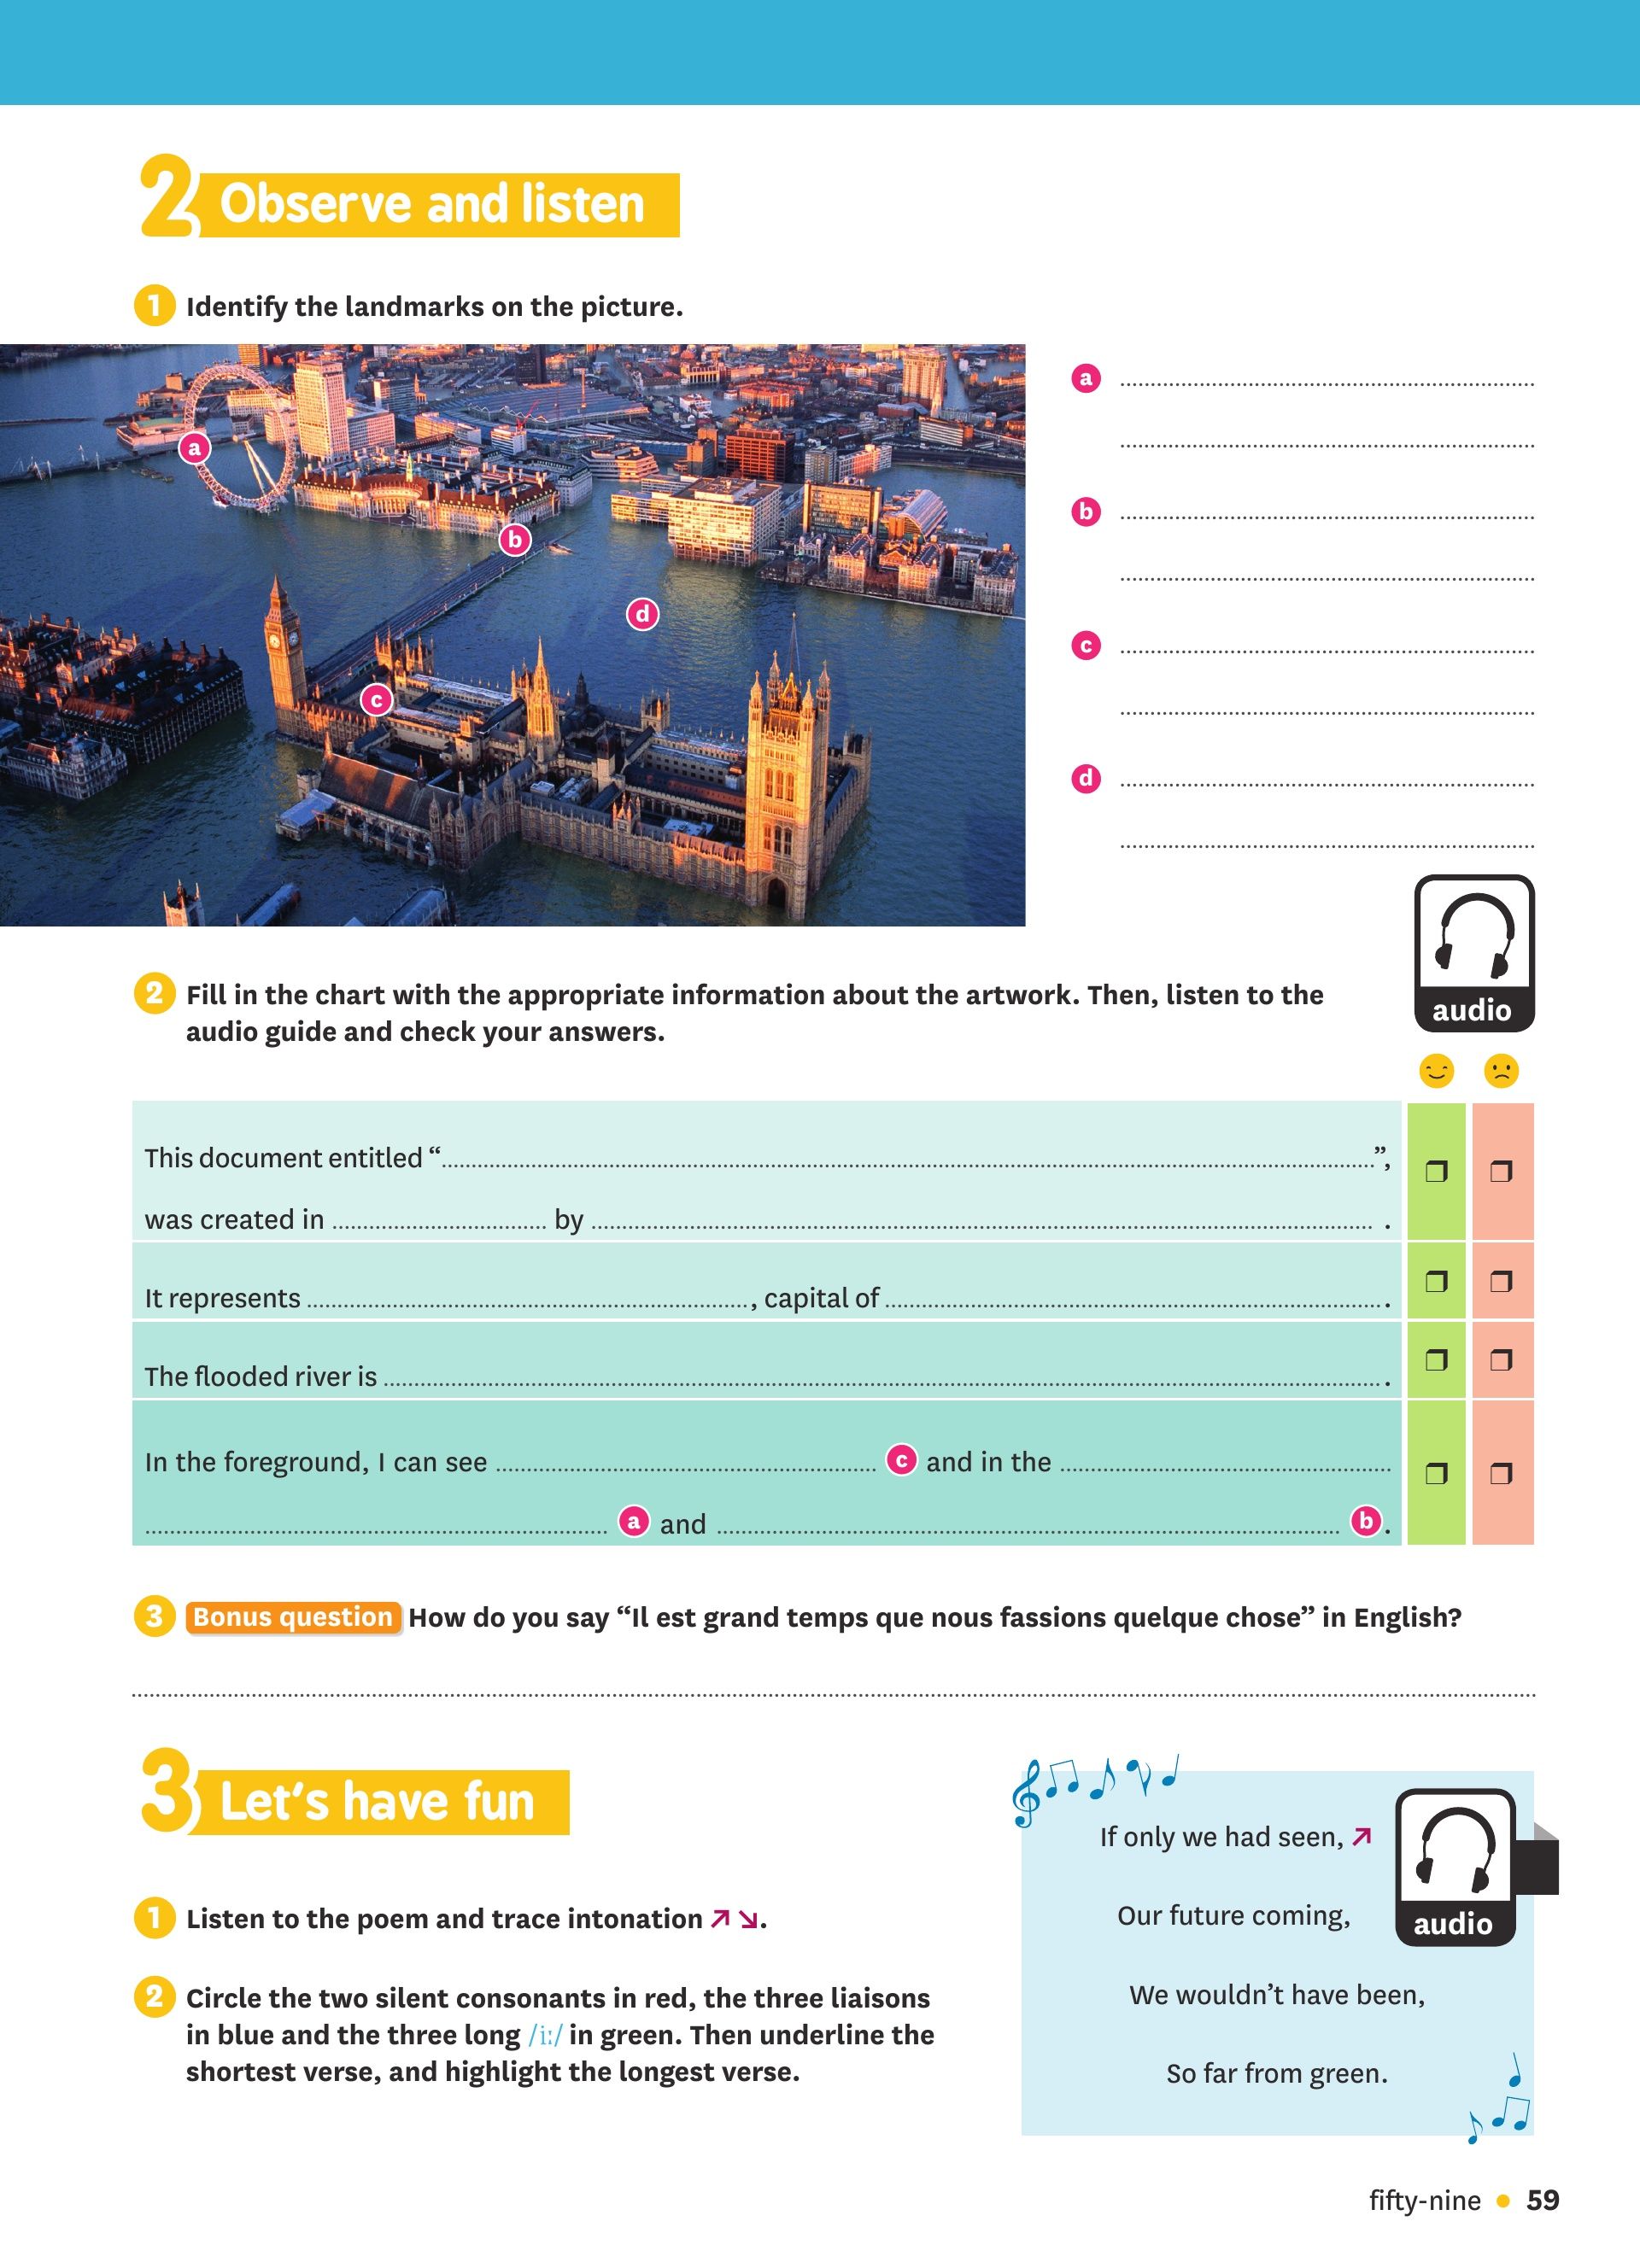 2 Observe and listen
1 Identify the landmarks on the picture.
a
b
c
d
a ........................................
........................................
b ........................................
........................................
c ........................................
........................................
d ........................................
........................................
audio
2 Fill in the chart with the appropriate information about the artwork. Then, listen to the
audio guide and check your answers.
This document entitled “........................................”,
was created in .................... by ........................................ .
It represents ........................................, capital of ........................................ .
The flooded river is ........................................ .
In the foreground, I can see ........................................ c and in the ........................................
........................................ a and ........................................ b.
3 Bonus question How do you say “Il est grand temps que nous fassions quelque chose” in English?
........................................
3 Let’s have fun
1 Listen to the poem and trace intonation ↗ ↘.
2 Circle the two silent consonants in red, the three liaisons
in blue and the three long /iː/ in green. Then underline the
shortest verse, and highlight the longest verse.
If only we had seen, ↗
Our future coming,
We wouldn’t have been,
So far from green.
audio
fifty-nine • 59